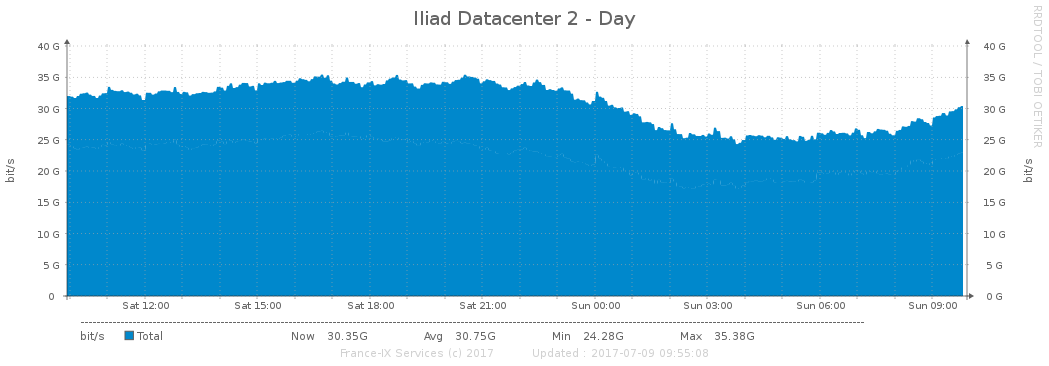 Iliad Datacenter 2 - Day
RRDTOOL / TOBI OETIKER
40 G 40 G
35 G 35 G
30 G 30 G
25 G 25 G
20 G 20 G
15 G 15 G
10 G 10 G
5 G 5 G
0 0 G
bit/s bit/s
Sat 12:00 Sat 15:00 Sat 18:00 Sat 21:00 Sun 00:00 Sun 03:00 Sun 06:00 Sun 09:00
bit/s Total Now 30.35G Avg 30.75G Min 24.28G Max 35.38G
France-IX Services (c) 2017 Updated : 2017-07-09 09:55:08